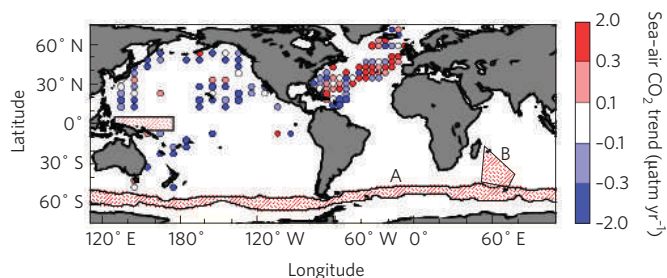 60° N
30° N
0°
30° S
60° S
Latitude
A
B
120° E 180° 120° W 60° W 0° 60° E
Longitude
2.0
0.3
0.1
–0.1
–0.3
–2.0
Sea-air CO₂ trend (µatm yr⁻¹)